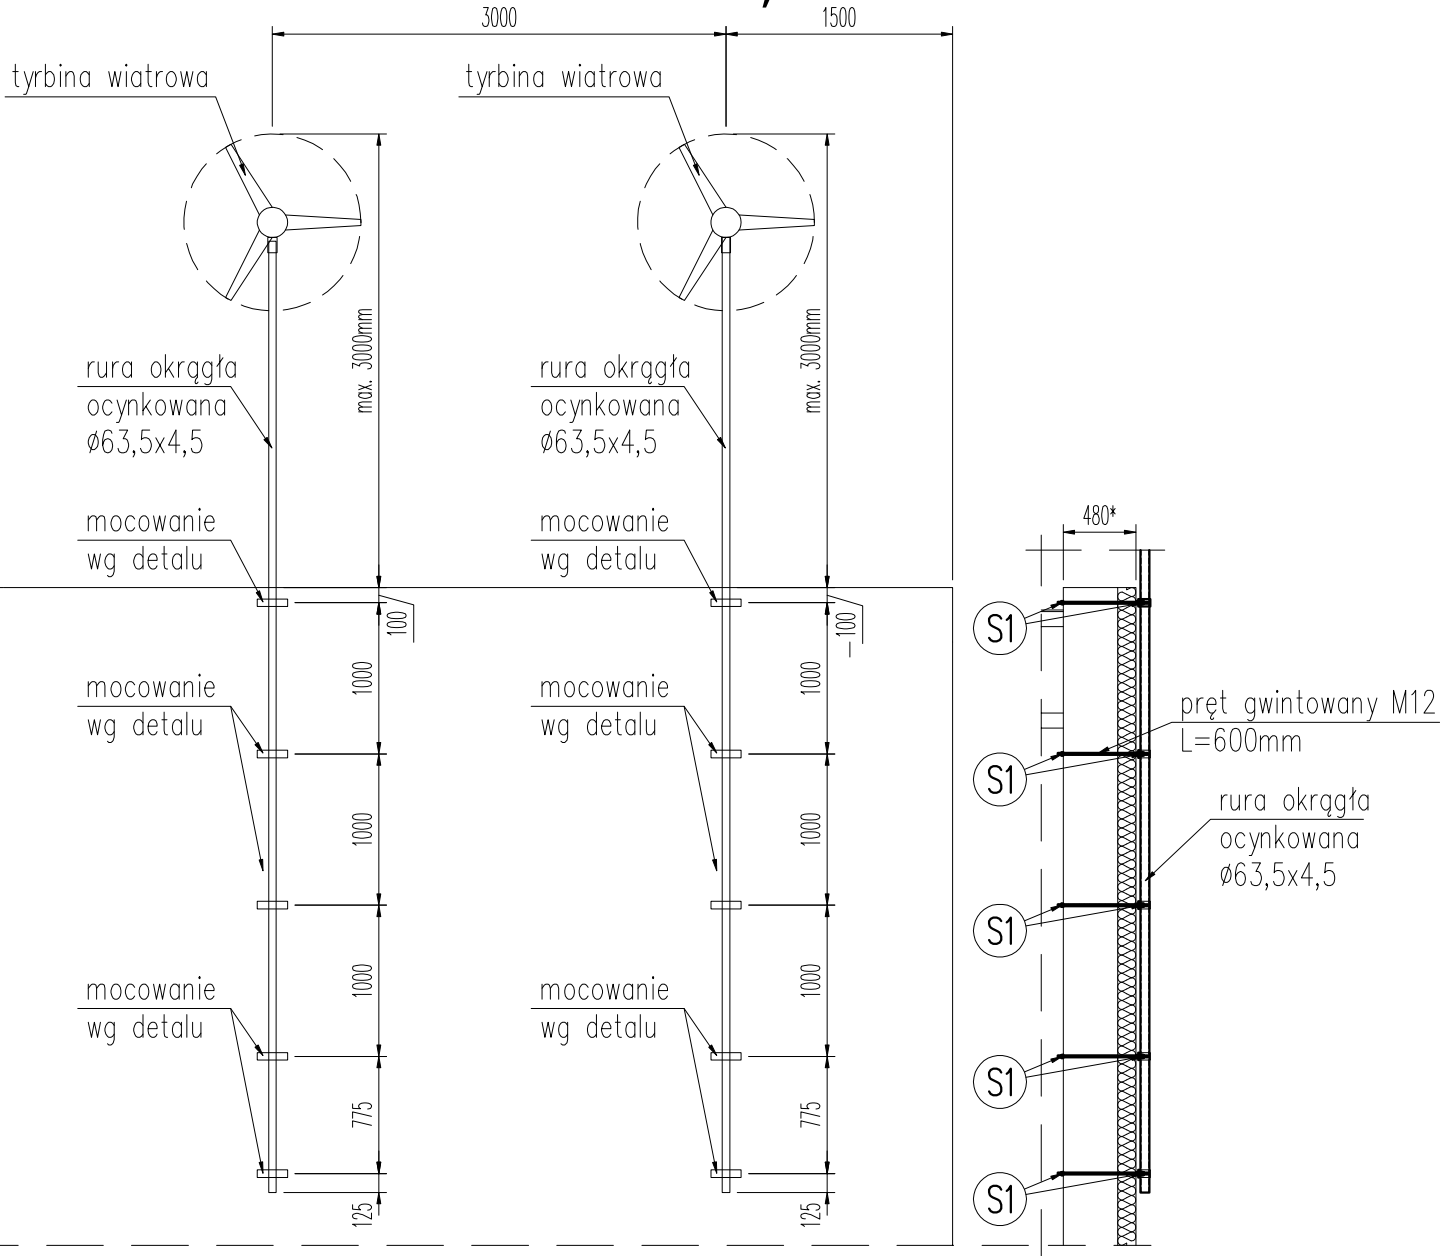 3000
1500
tyrbina wiatrowa
tyrbina wiatrowa
max. 3000mm
max. 3000mm
rura okrągła
ocynkowana
ø63,5x4,5
rura okrągła
ocynkowana
ø63,5x4,5
mocowanie
wg detalu
mocowanie
wg detalu
480*
100
100
S1
1000
1000
mocowanie
wg detalu
mocowanie
wg detalu
pręt gwintowany M12
L=600mm
S1
rura okrągła
ocynkowana
ø63,5x4,5
1000
1000
S1
1000
1000
mocowanie
wg detalu
mocowanie
wg detalu
S1
775
775
S1
125
125